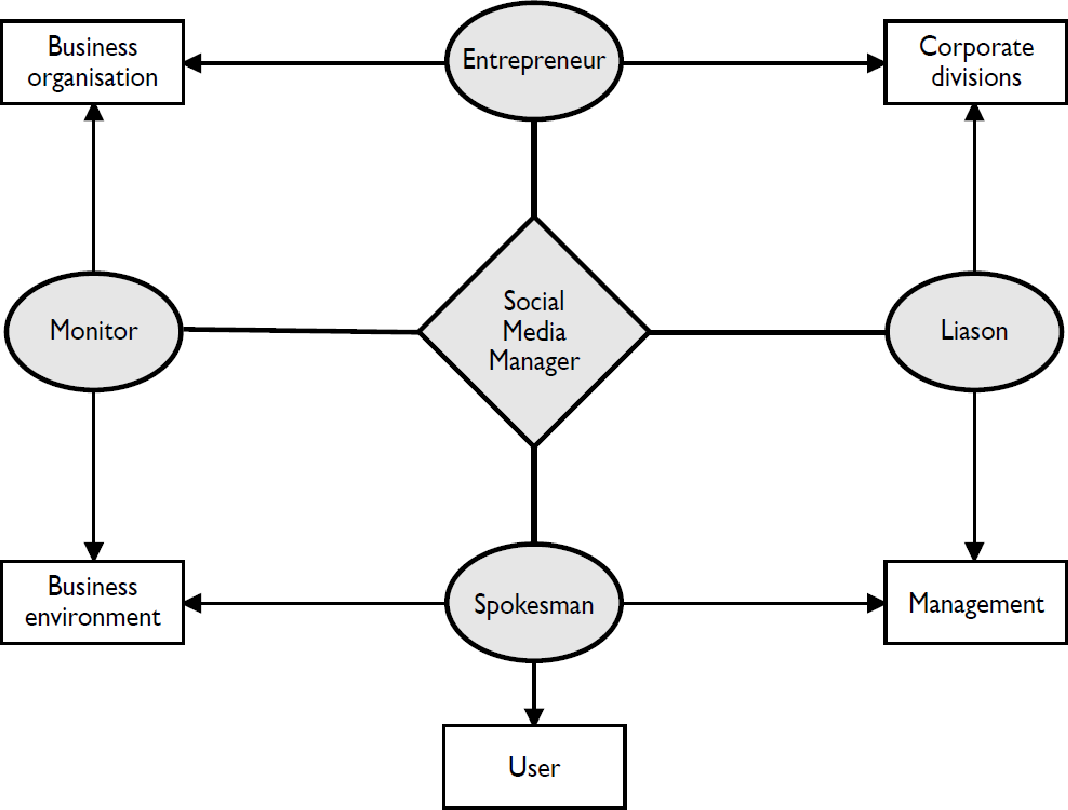 Business
organisation
Entrepreneur
Corporate
divisions
Monitor
Social
Media
Manager
Liason
Business
environment
Spokesman
Management
User